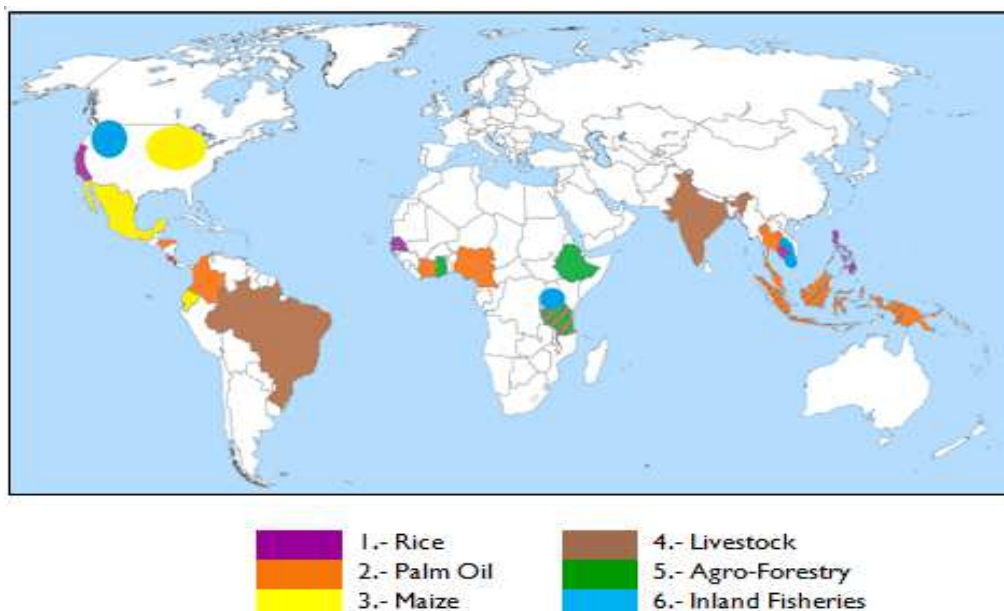 1.- Rice
2.- Palm Oil
3.- Maize
4.- Livestock
5.- Agro-Forestry
6.- Inland Fisheries